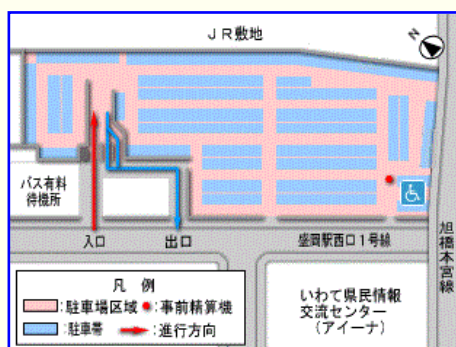 JR敷地
N
バス有料
待機所
入口
出口
盛岡駅西口1号線
旭橋本宮線
凡 例
:駐車場区域
:事前精算機
:駐車帯
:進行方向
いわて県民情報
交流センター
(アイーナ)